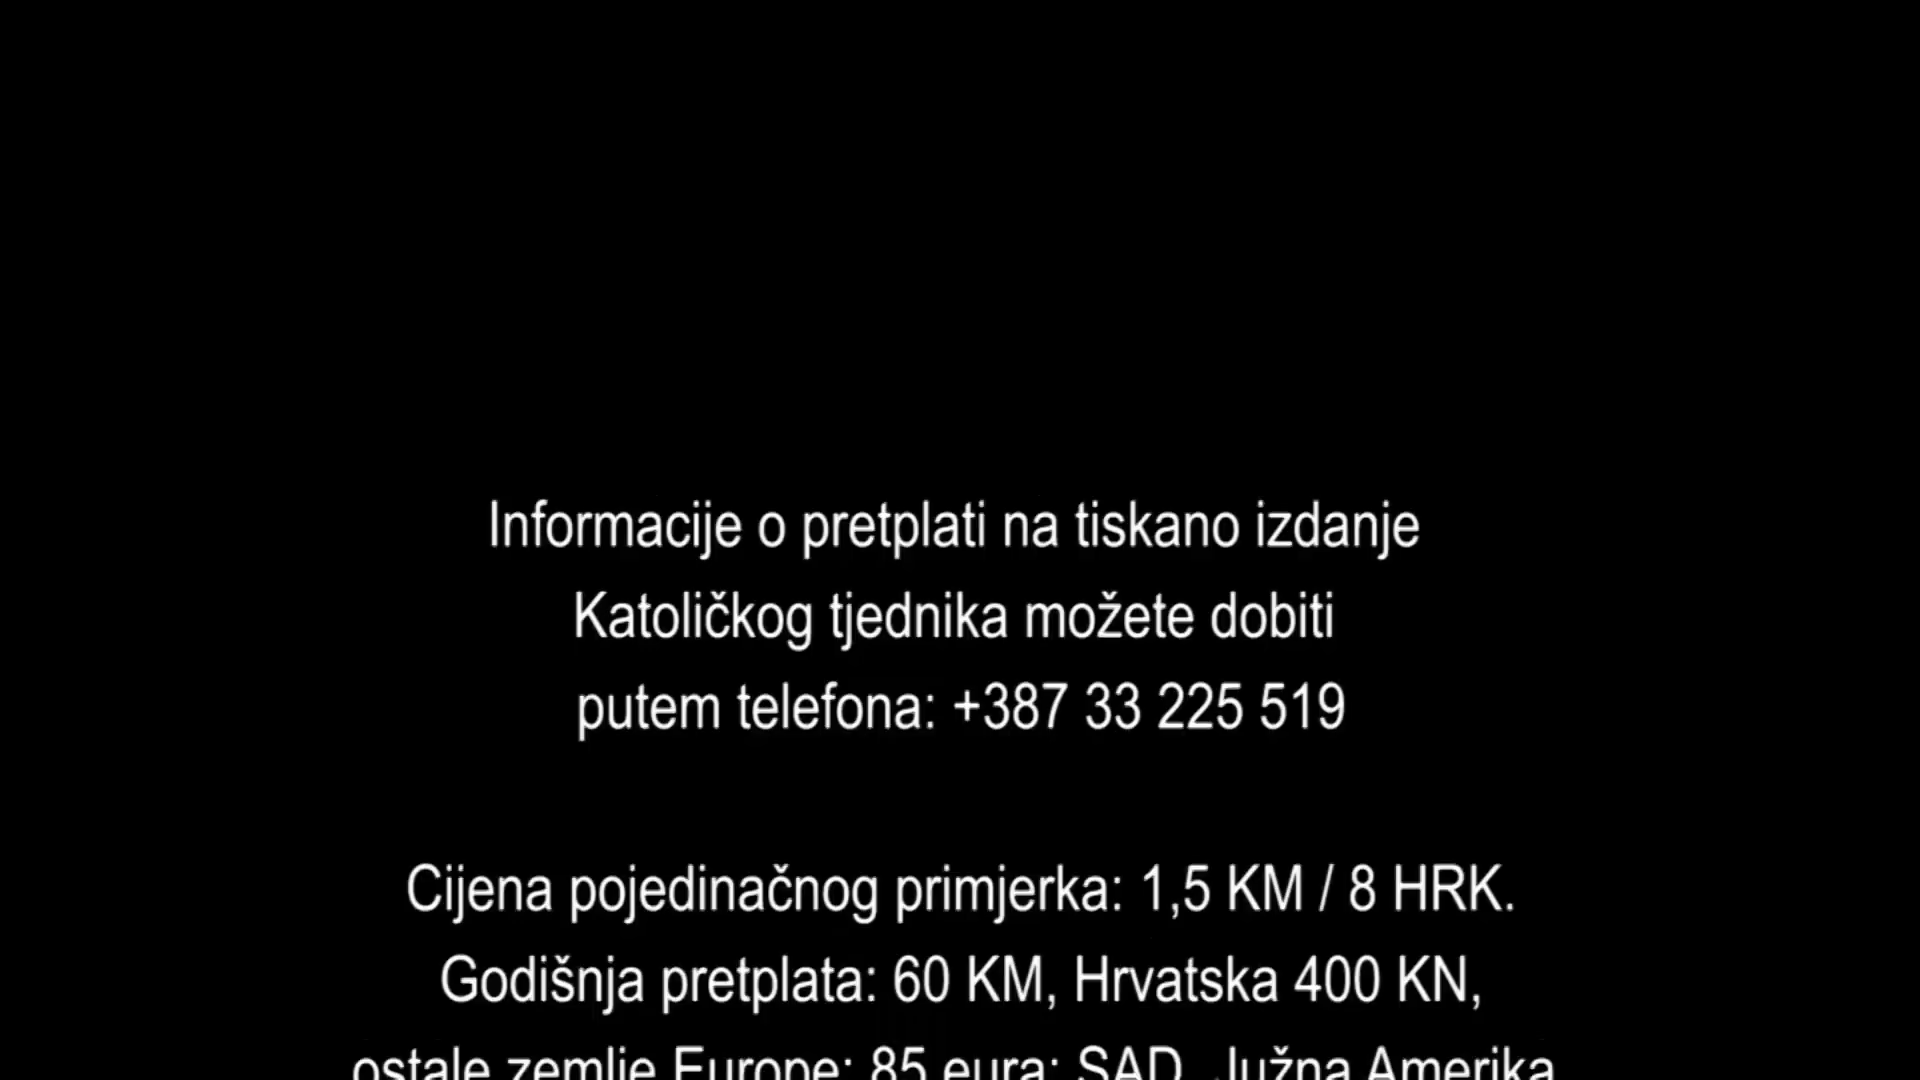 Informacije o pretplati na tiskano izdanje
Katoličkog tjednika možete dobiti
putem telefona: +387 33 225 519
Cijena pojedinačnog primjerka: 1,5 KM / 8 HRK.
Godišnja pretplata: 60 KM, Hrvatska 400 KN,
ostale zemlje Europe: 85 eura; SAD, Južna Amerika